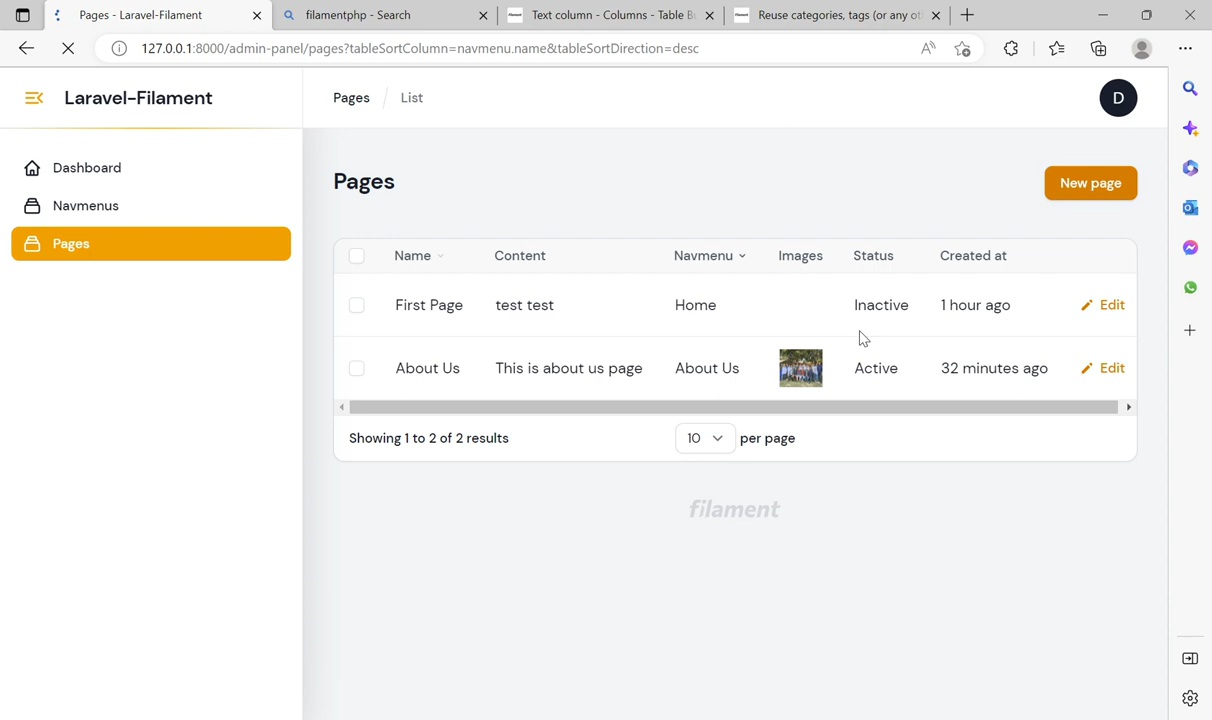 Pages - Laravel-Filament
filamentphp - Search
Text column - Columns - Table B
Reuse categories, tags (or any ot
127.0.0.1:8000/admin-panel/pages?tableSortColumn=navmenu.name&tableSortDirection=desc
Laravel-Filament
Pages
List
D
Dashboard
Navmenus
Pages
Pages
New page
Name Content Navmenu Images Status Created at
First Page test test Home Inactive 1 hour ago Edit
About Us This is about us page About Us Active 32 minutes ago Edit
Showing 1 to 2 of 2 results
10 per page
filament